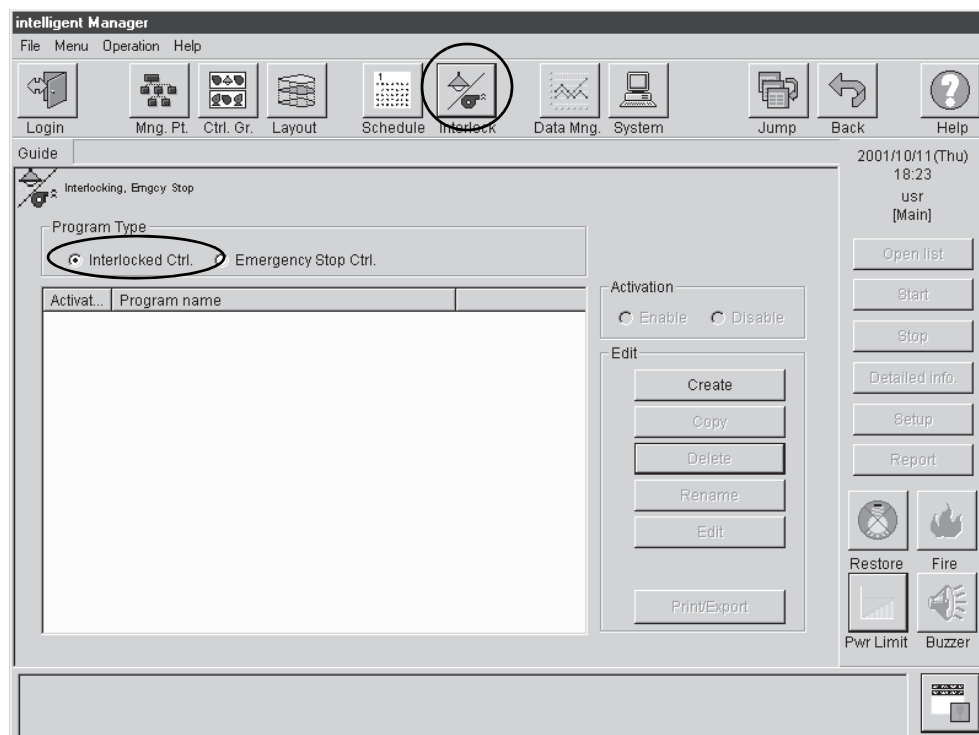 intelligent Manager
File Menu Operation Help
Login Mng. Pt. Ctrl. Gr. Layout Schedule Interlock Data Mng. System Jump Back Help
Guide
2001/10/11(Thu)
18:23
usr
[Main]
Interlocking, Emgcy Stop
Program Type
Interlocked Ctrl. Emergency Stop Ctrl.
Activat... Program name
Activation
Enable Disable
Edit
Create
Copy
Delete
Rename
Edit
Print/Export
Open list
Start
Stop
Detailed info.
Setup
Report
Restore Fire
Pwr Limit Buzzer